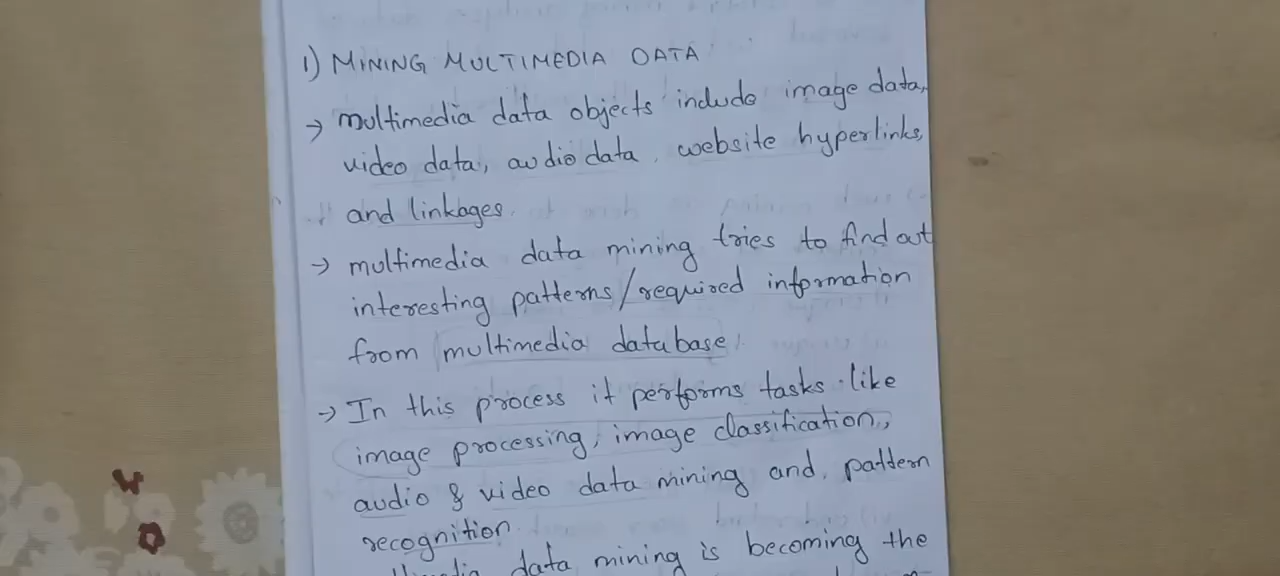 1) MINING MULTIMEDIA DATA
→ multimedia data objects include image data,
video data, audio data, website hyperlinks,
and linkages.
→ multimedia data mining tries to find out
interesting patterns/required information
from multimedia database.
→ In this process it performs tasks like
image processing, image classification,
audio & video data mining and pattern
recognition.
data mining is becoming the